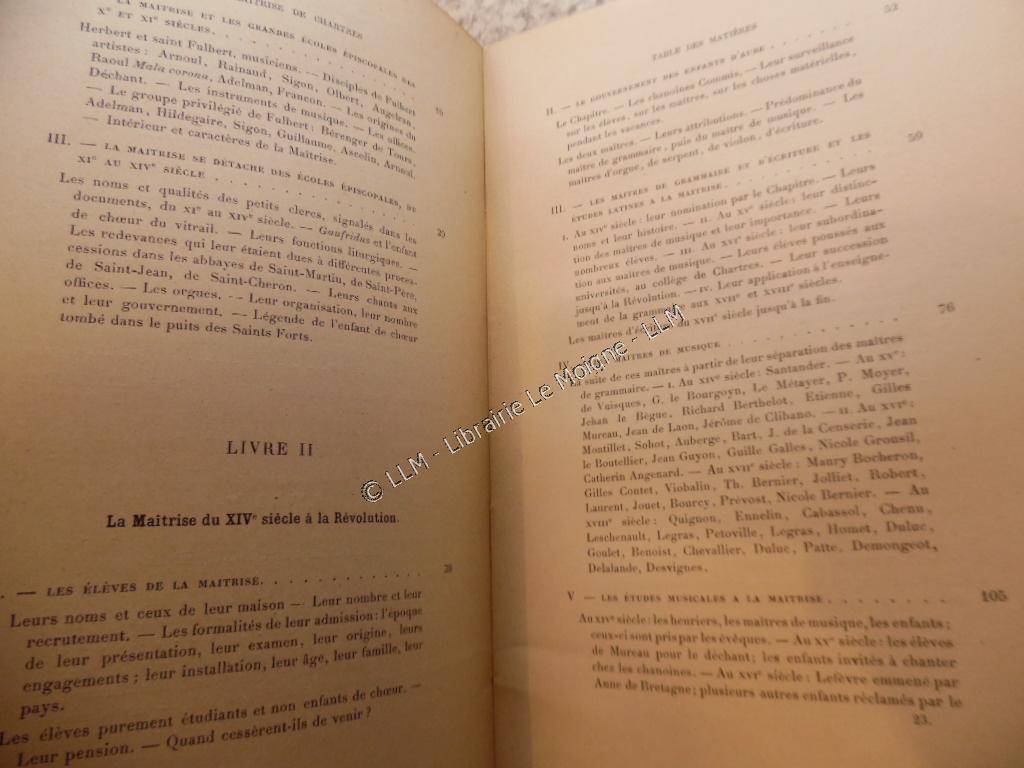 MAITRISE DE CHARTRES
LA MAITRISE ET LES GRANDES ÉCOLES ÉPISCOPALES DES
Xe ET XIe SIÈCLES.
Herbert et saint Fulbert, musiciens. — Disciples de Fulbert
artistes : Arnoul, Rainaud, Sigon, Olbert, Angelran,
Raoul Mala corona, Adelman, Francon. — Les origines du
Déchant. — Les instruments de musique. — Les offices.
— Le groupe privilégié de Fulbert : Bérenger de Tours,
Adelman, Hildegaire, Sigon, Guillaume, Ascelin, Arnoul.
— Intérieur et caractères de la Maîtrise.
III. — LA MAITRISE SE DÉTACHE DES ÉCOLES ÉPISCOPALES, DU
XIe AU XIVe SIÈCLE
Les noms et qualités des petits clercs, signalés dans les 29
documents, du XIe au XIVe siècle. — Gaufridus et l'enfant
de chœur du vitrail. — Leurs fonctions liturgiques. —
Les redevances qui leur étaient dues à différentes proces-
cessions dans les abbayes de Saint-Martin, de Saint-Père,
de Saint-Jean, de Saint-Cheron. — Leurs chants aux
offices. — Les orgues. — Leur organisation, leur nombre
et leur gouvernement. — Légende de l'enfant de chœur
tombé dans le puits des Saints Forts.
LIVRE II
La Maîtrise du XIVe siècle à la Révolution.
. — LES ÉLÈVES DE LA MAITRISE.
Leurs noms et ceux de leur maison — Leur nombre et leur
recrutement. — Les formalités de leur admission : l'époque
de leur présentation, leur examen, leur origine, leurs
engagements ; leur installation, leur âge, leur famille, leur
pays.
Les élèves purement étudiants et non enfants de chœur. —
Leur pension. — Quand cessèrent-ils de venir ?
TABLE DES MATIÈRES
II. — LE GOUVERNEMENT DES ENFANTS D'AUBE 52
Le Chapitre. — Les chanoines Commis. — Leur surveillance
sur les élèves, sur les maîtres, sur les choses matérielles,
pendant les vacances.
Les deux maîtres. — Leurs attributions. — Prédominance du
maître de grammaire, puis du maître de musique. — Les
maîtres d'orgue, de serpent, de violon, d'écriture.
III. — LES MAITRES DE GRAMMAIRE ET D'ÉCRITURE ET LES
ÉTUDES LATINES A LA MAITRISE 59
I. Au XIVe siècle : leur nomination par le Chapitre. — Leurs
noms et leur histoire. — II. Au XVe siècle : leur distinc-
tion des maîtres de musique et leur importance. — Leurs
nombreux élèves. — III. Au XVIe siècle : leur subordina-
tion aux maîtres de musique. — Leurs élèves poussés aux
universités, au collège de Chartres. — Leur succession
jusqu'à la Révolution. — IV. Leur application à l'enseigne-
ment de la grammaire aux XVIIe et XVIIIe siècles.
Les maîtres d'écriture du XVIIe siècle jusqu'à la fin.
IV. MAITRES DE MUSIQUE 76
La suite de ces maîtres à partir de leur séparation des maîtres
de grammaire. — I. Au XIVe siècle : Santander. — Au XVe :
de Vuisques, G. le Bourgoyn, Le Métayer, P. Moyer,
Jehan le Bègue, Richard Berthelot, Etienne, Gilles
Mureau, Jean de Laon, Jérôme de Clibano. — II. Au XVIe :
Montillet, Sohot, Auberge, Bart, J. de la Censerie, Jean
le Boutellier, Jean Guyon, Guille Galles, Nicole Grousil,
Catherin Angenard. — Au XVIIe siècle : Maury Bocheron,
Gilles Contet, Viobalin, Th. Bernier, Jolliet, Robert,
Laurent, Jouet, Bourcy, Prévost, Nicole Bernier. — Au
XVIIIe siècle : Quignon, Ennelin, Cabassol, Chenu,
Leschenault, Legras, Petoville, Legras, Homet, Duluc,
Goulet, Benoist, Chevallier, Duluc, Patte, Demongeot,
Delalande, Desvignes.
V — LES ÉTUDES MUSICALES A LA MAITRISE 105
Au XIVe siècle : les heuriers, les maîtres de musique, les enfants ;
ceux-ci sont pris par les évêques. — Au XVe siècle : les élèves
de Mureau pour le déchant ; les enfants invités à chanter
chez les chanoines. — Au XVIe siècle : Lefèvre emmené par
Anne de Bretagne ; plusieurs autres enfants réclamés par le
23.
© LLM - Librairie Le Moigne - LLM